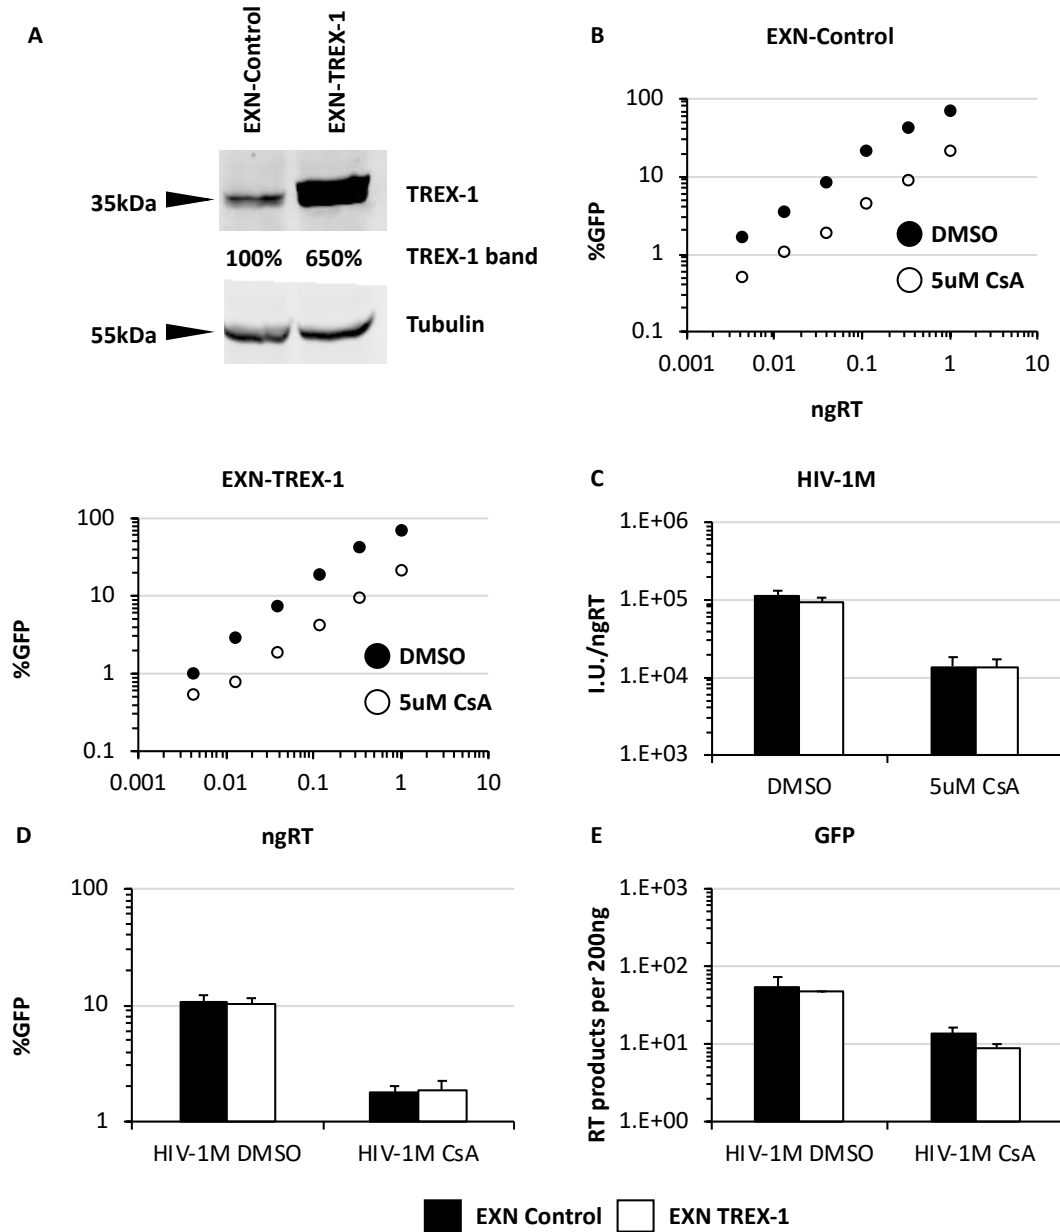 A
EXN-Control
EXN-TREX-1
35kDa
TREX-1
100%
650%
TREX-1 band
55kDa
Tubulin
B
EXN-Control
%GFP
100
10
1
0.1
0.001
0.01
0.1
1
10
ngRT
DMSO
5uM CsA
EXN-TREX-1
%GFP
100
10
1
0.1
0.001
0.01
0.1
1
10
DMSO
5uM CsA
ngRT
C
HIV-1M
I.U./ngRT
1.E+06
1.E+05
1.E+04
1.E+03
DMSO
5uM CsA
D
%GFP
100
10
1
HIV-1M DMSO
HIV-1M CsA
E
GFP
RT products per 200ng
1.E+03
1.E+02
1.E+01
1.E+00
HIV-1M DMSO
HIV-1M CsA
EXN Control
EXN TREX-1